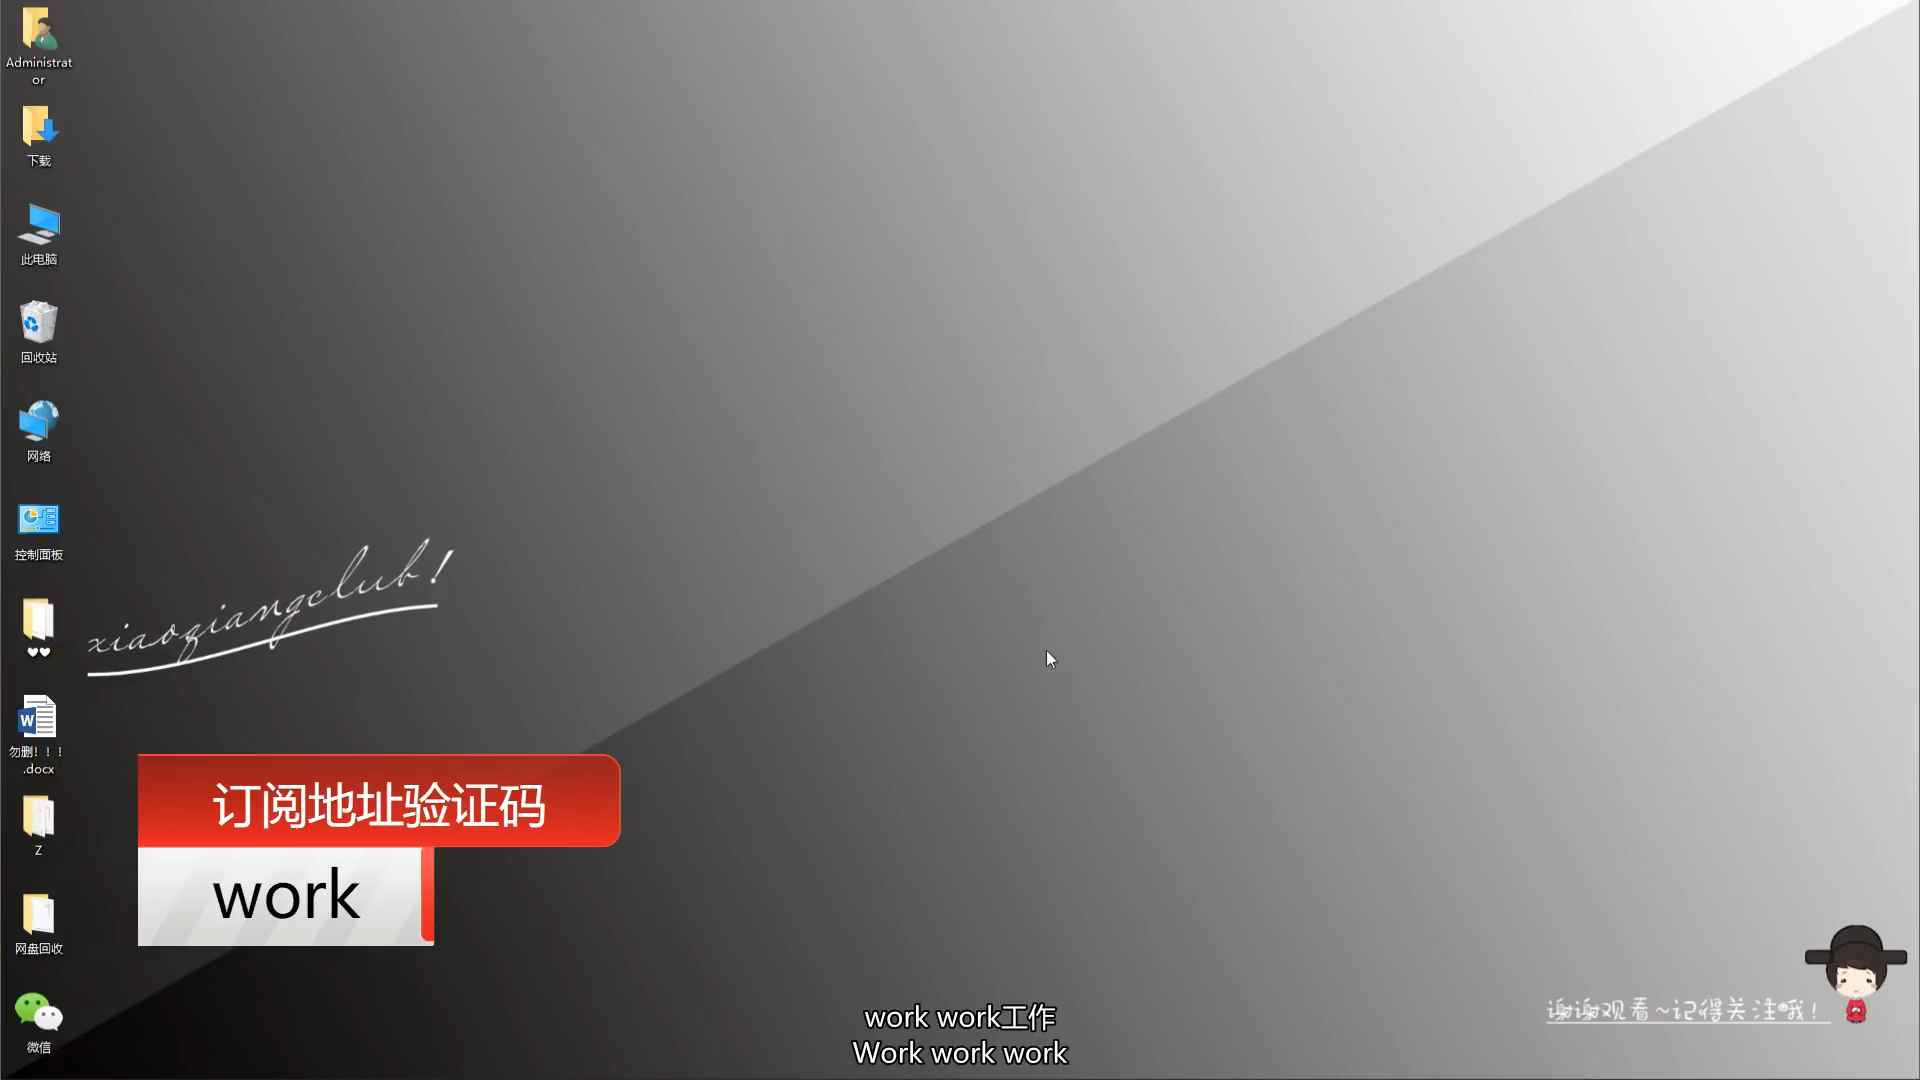 Administrat
or
下载
此电脑
回收站
网络
控制面板
♥♥
勿删！！！
.docx
Z
网盘回收
微信
xiaoqiangclub!
订阅地址验证码
work
work work工作
Work work work
谢谢观看~记得关注哦!